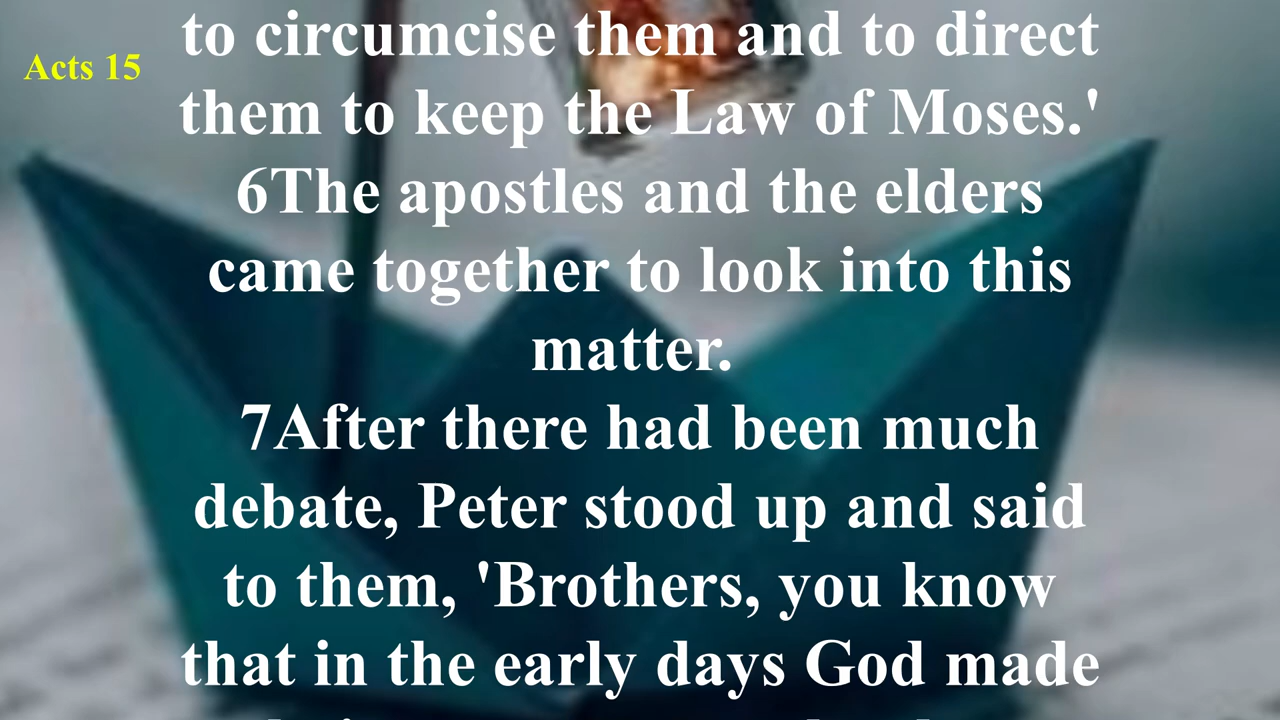 Acts 15
to circumcise them and to direct
them to keep the Law of Moses.'
6The apostles and the elders
came together to look into this
matter.
7After there had been much
debate, Peter stood up and said
to them, 'Brothers, you know
that in the early days God made